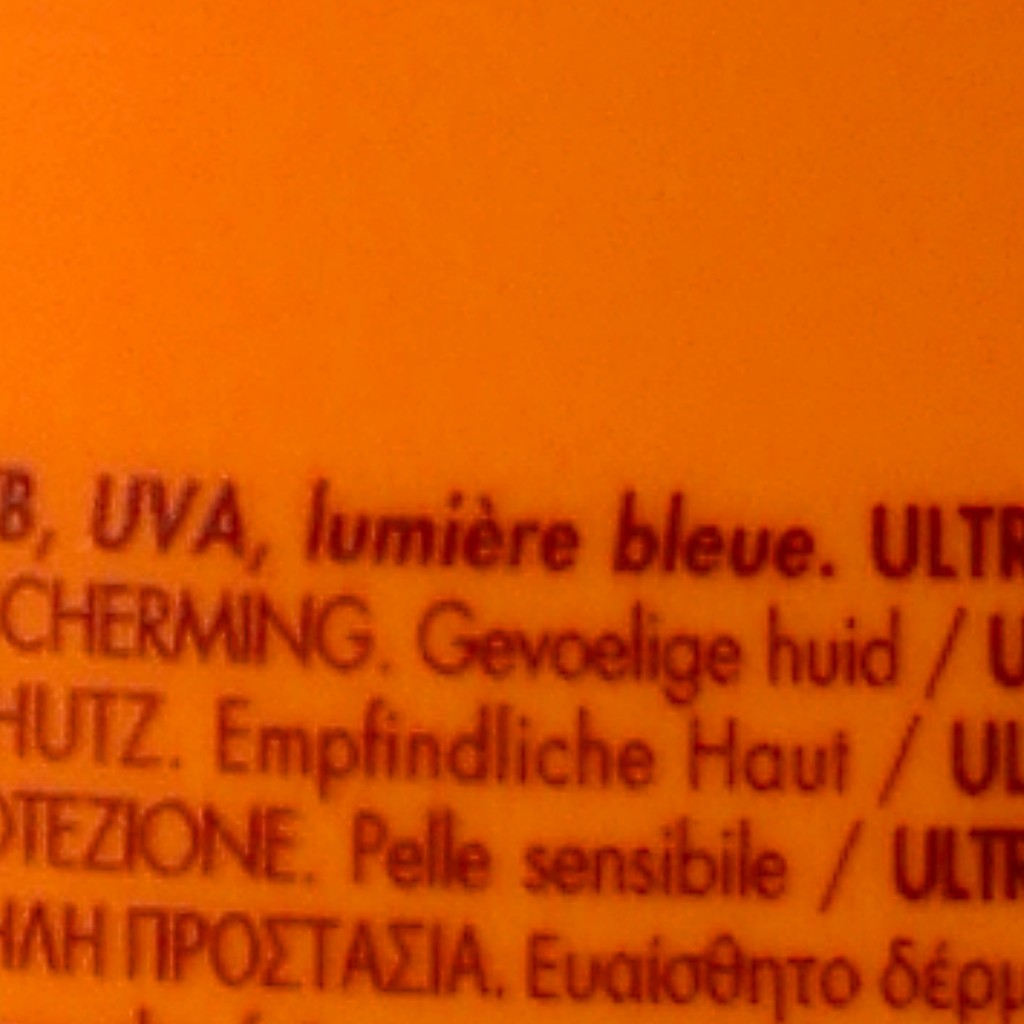 B, UVA, lumière bleue. ULTR
CHERMING. Gevoelige huid / U
HUTZ. Empfindliche Haut / UL
OTEZIONE. Pelle sensibile / ULTR
ΗΛΗ ΠΡΟΣΤΑΣΙΑ. Ευαίσθητο δέρμ